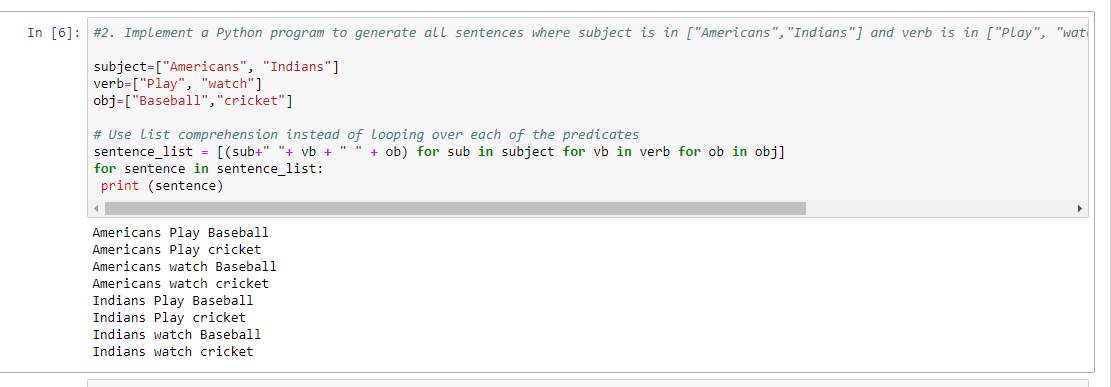 In [6]: #2. Implement a Python program to generate all sentences where subject is in ["Americans","Indians"] and verb is in ["Play", "wat
subject=["Americans", "Indians"]
verb=["Play", "watch"]
obj=["Baseball","cricket"]
# Use list comprehension instead of looping over each of the predicates
sentence_list = [(sub+" "+ vb + " " + ob) for sub in subject for vb in verb for ob in obj]
for sentence in sentence_list:
 print (sentence)
Americans Play Baseball
Americans Play cricket
Americans watch Baseball
Americans watch cricket
Indians Play Baseball
Indians Play cricket
Indians watch Baseball
Indians watch cricket